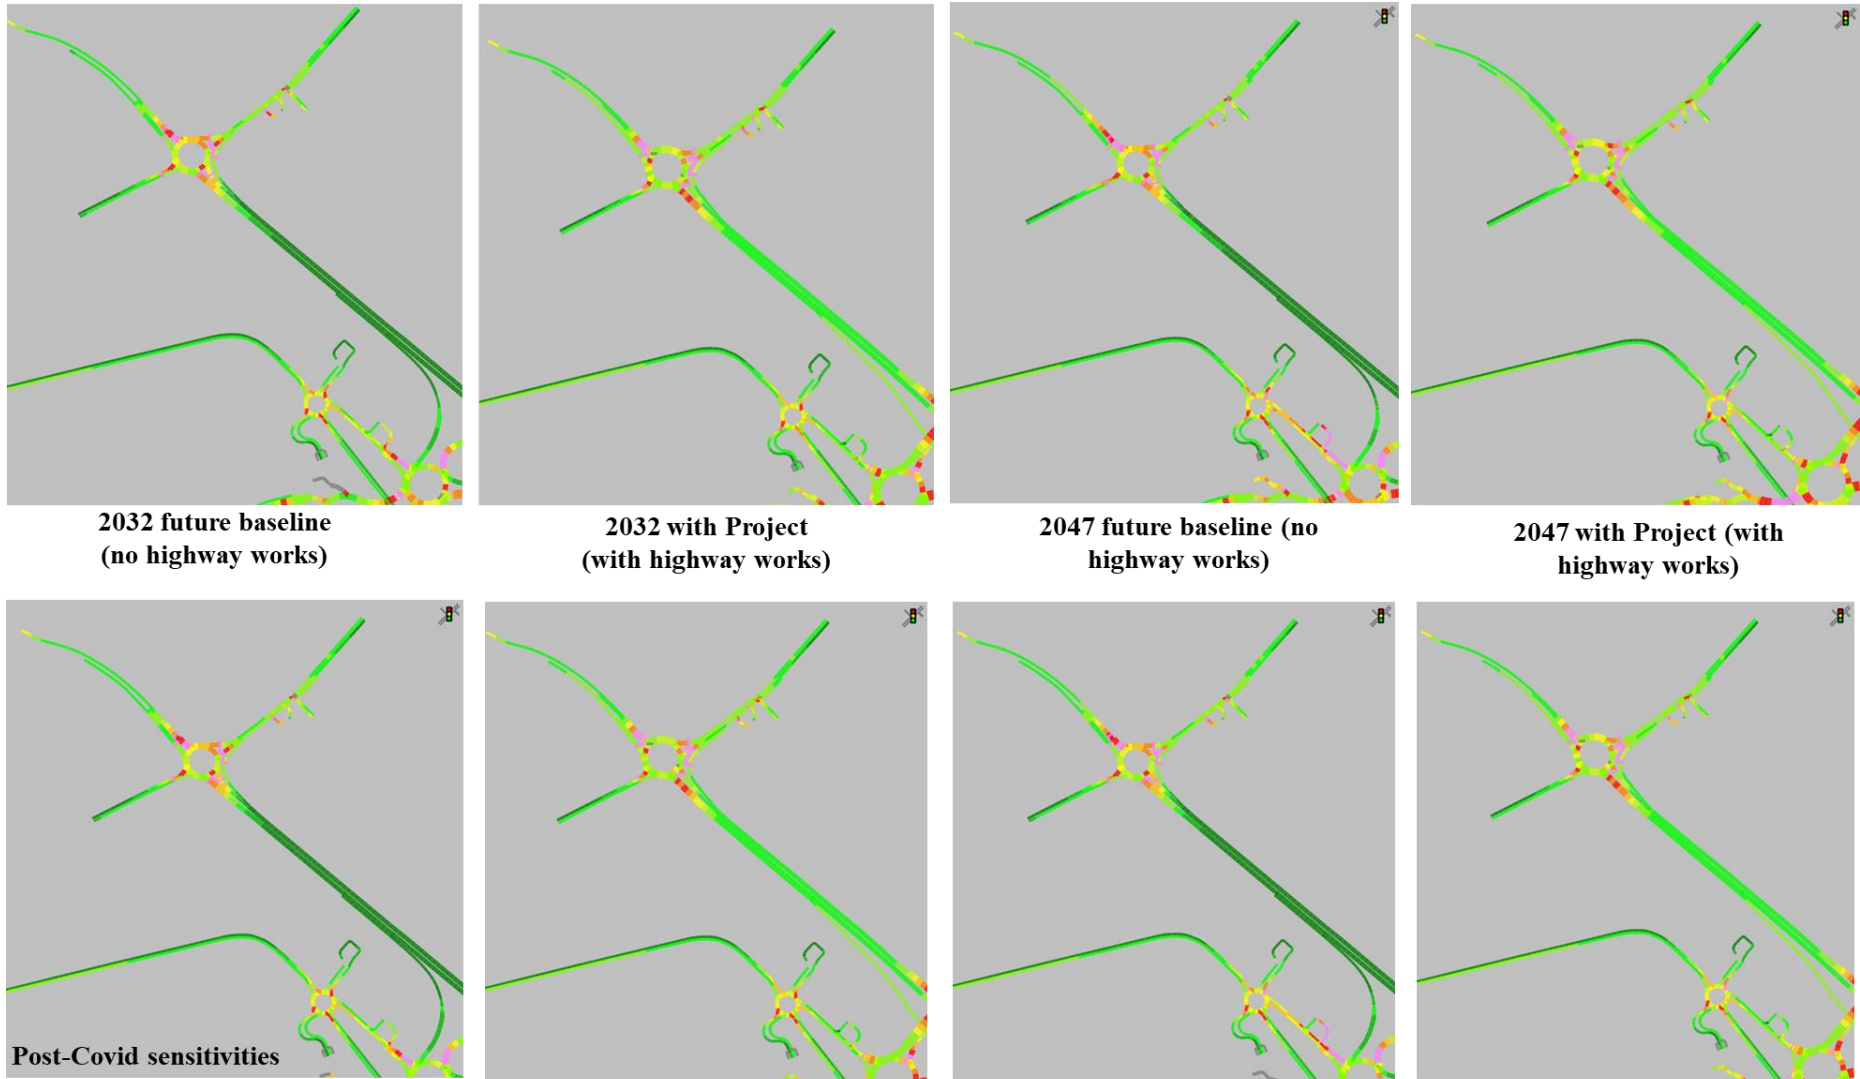 2032 future baseline
(no highway works)
2032 with Project
(with highway works)
2047 future baseline (no
highway works)
2047 with Project (with
highway works)
Post-Covid sensitivities